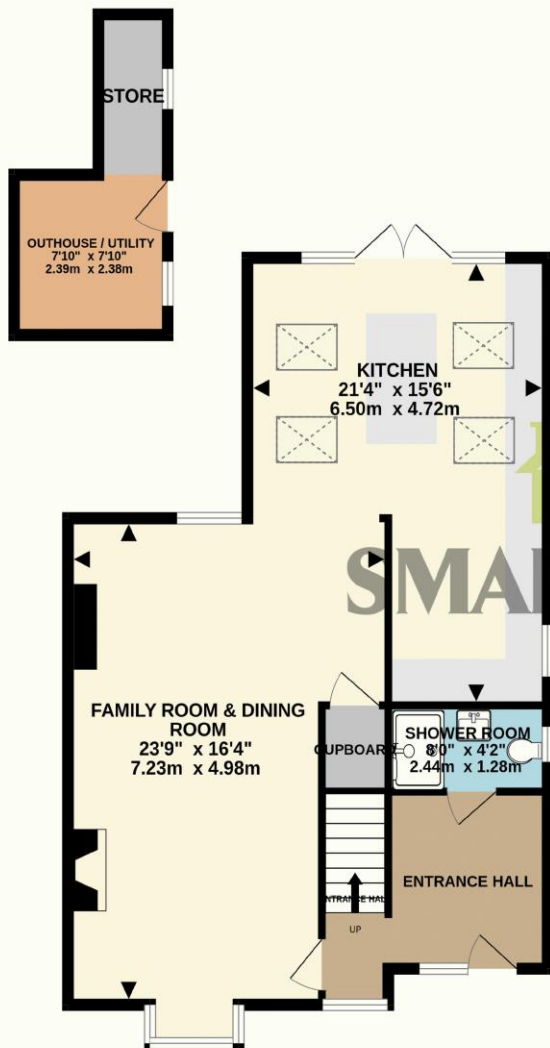 STORE
OUTHOUSE / UTILITY
7'10" x 7'10"
2.39m x 2.38m
KITCHEN
21'4" x 15'6"
6.50m x 4.72m
SMA
FAMILY ROOM & DINING
ROOM
23'9" x 16'4"
7.23m x 4.98m
CUPBOARD
SHOWER ROOM
8'0" x 4'2"
2.44m x 1.28m
ENTRANCE HALL
ENTRANCE HALL
UP